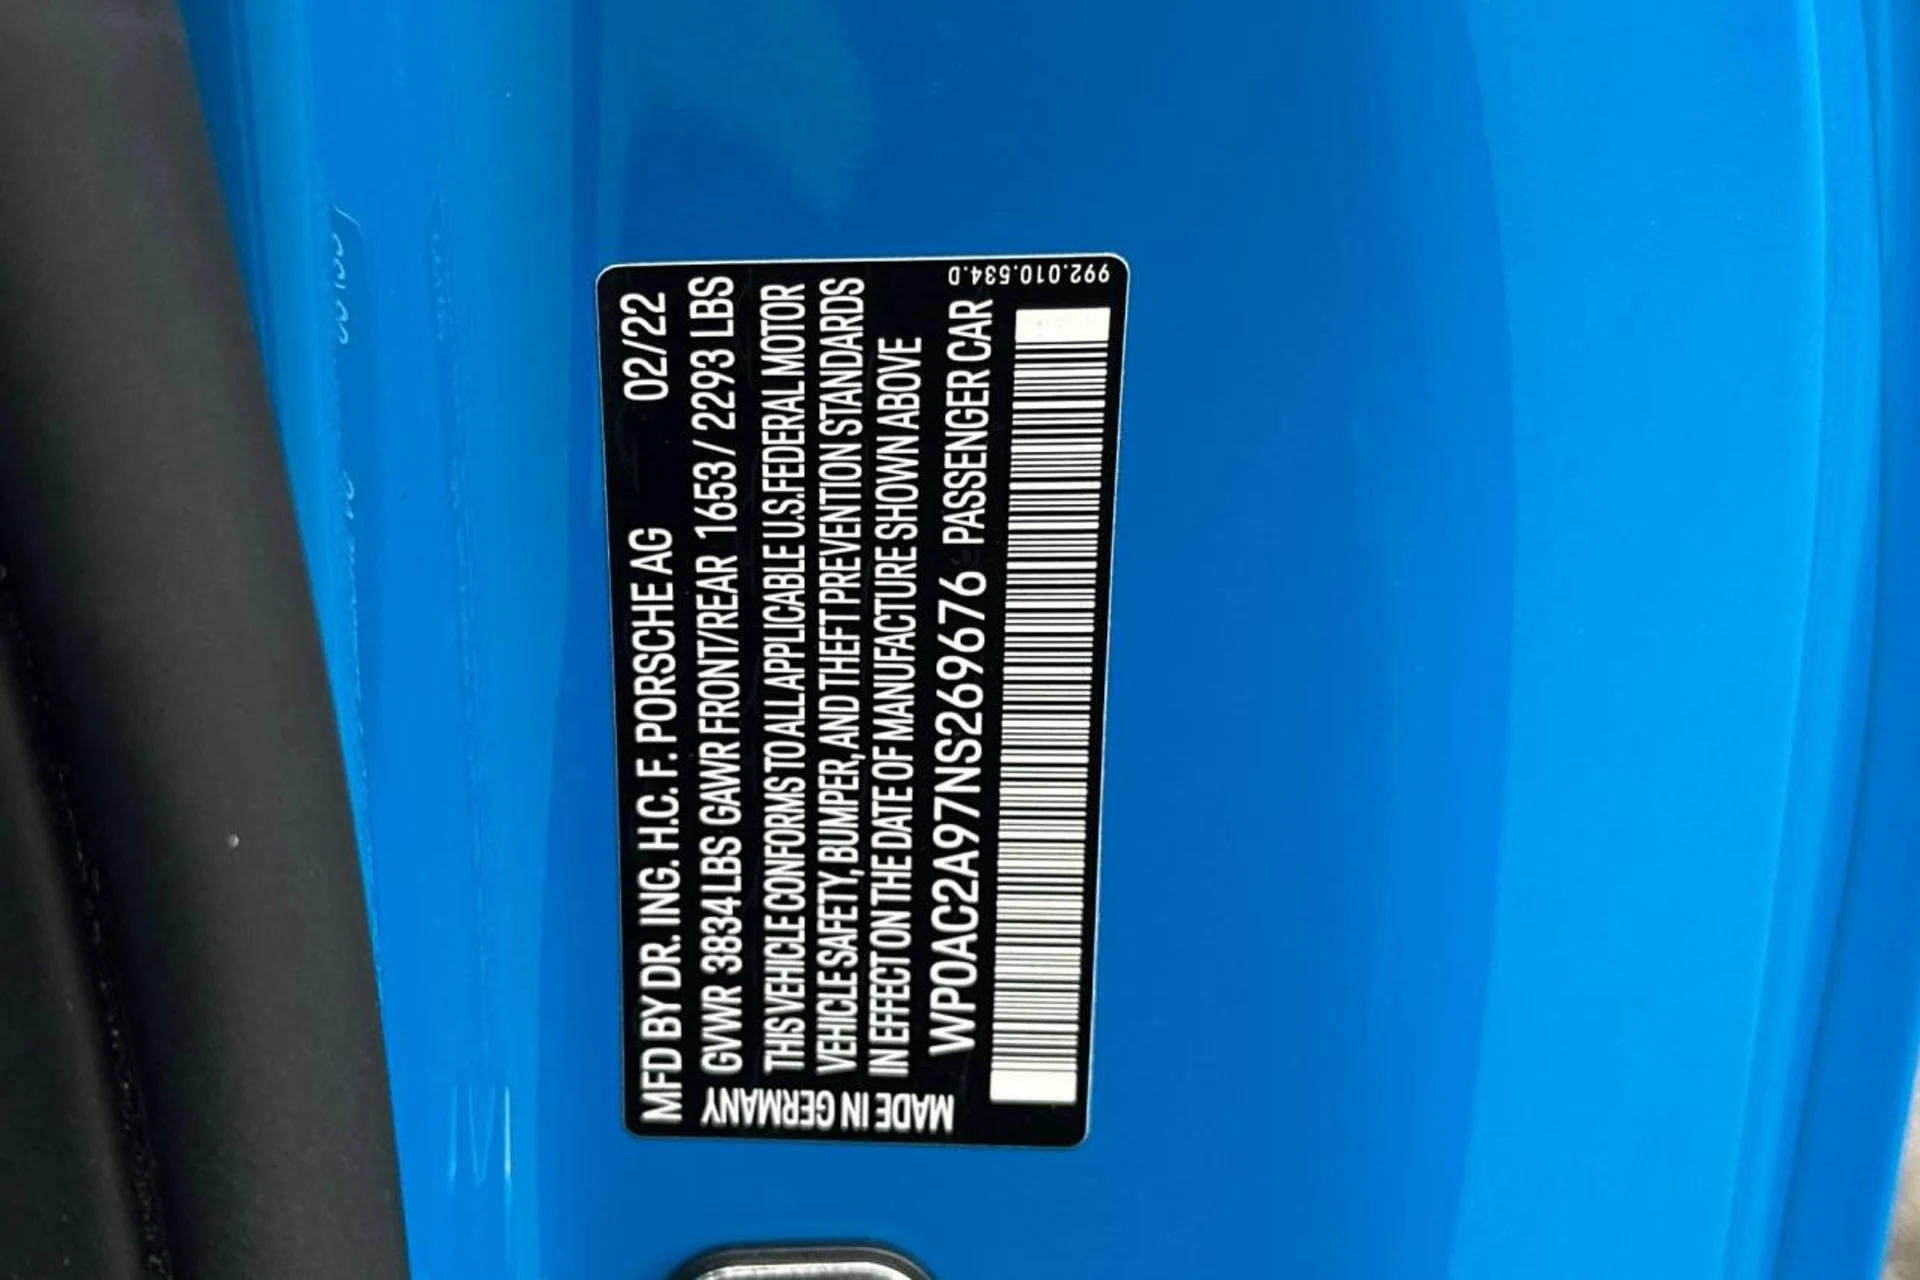 MFD BY DR. ING. H.C. F. PORSCHE AG 02/22
GVWR 3834 LBS GAWR FRONT/REAR 1653 / 2293 LBS
THIS VEHICLE CONFORMS TO ALL APPLICABLE U.S. FEDERAL MOTOR
VEHICLE SAFETY, BUMPER, AND THEFT PREVENTION STANDARDS
IN EFFECT ON THE DATE OF MANUFACTURE SHOWN ABOVE
WP0AC2A97NS269676 PASSENGER CAR
MADE IN GERMANY
992.010.534.D